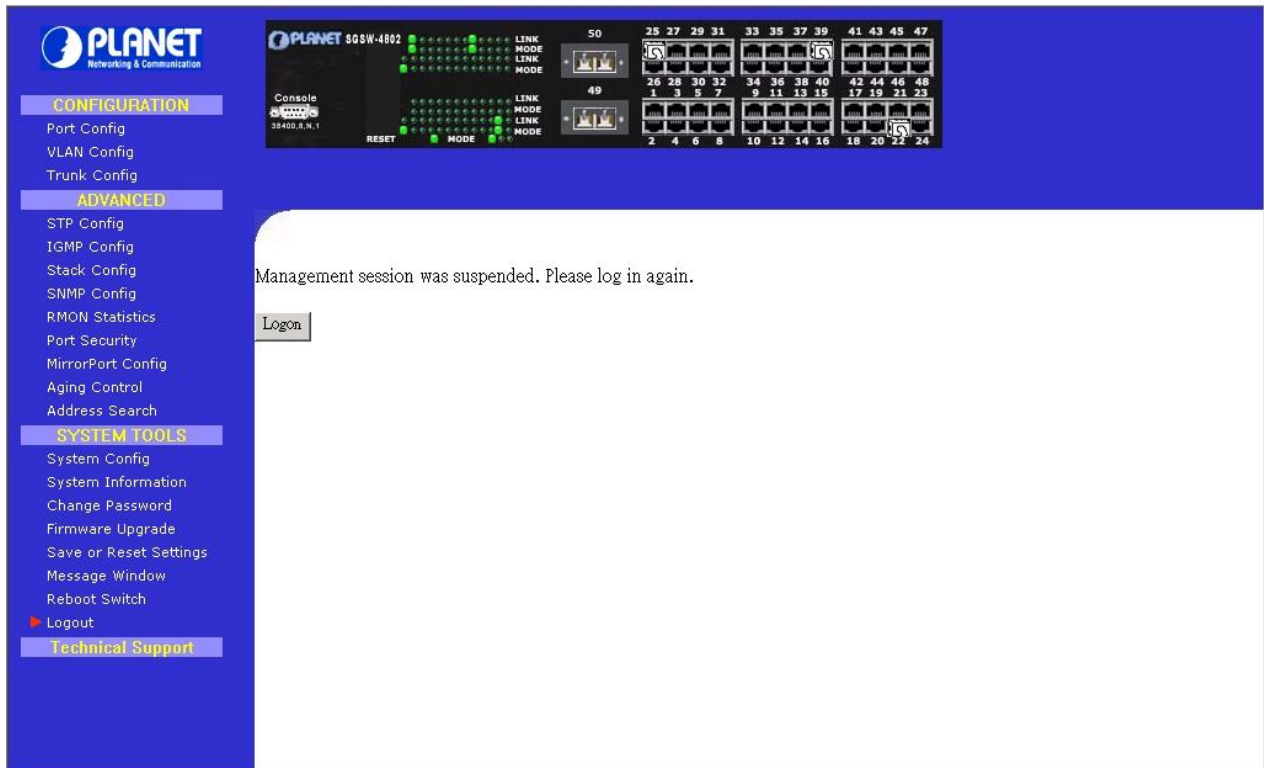 PLANET
Networking & Communication
CONFIGURATION
Port Config
VLAN Config
Trunk Config
ADVANCED
STP Config
IGMP Config
Stack Config
SNMP Config
RMON Statistics
Port Security
MirrorPort Config
Aging Control
Address Search
SYSTEM TOOLS
System Config
System Information
Change Password
Firmware Upgrade
Save or Reset Settings
Message Window
Reboot Switch
Logout
Technical Support
PLANET SGSW-4802
LINK
MODE
LINK
MODE
Console
38400,8,N,1
LINK
MODE
LINK
MODE
RESET
MODE
50
49
25 27 29 31 33 35 37 39 41 43 45 47
26 28 30 32 34 36 38 40 42 44 46 48
1 3 5 7 9 11 13 15 17 19 21 23
2 4 6 8 10 12 14 16 18 20 22 24
Management session was suspended. Please log in again.
Logon